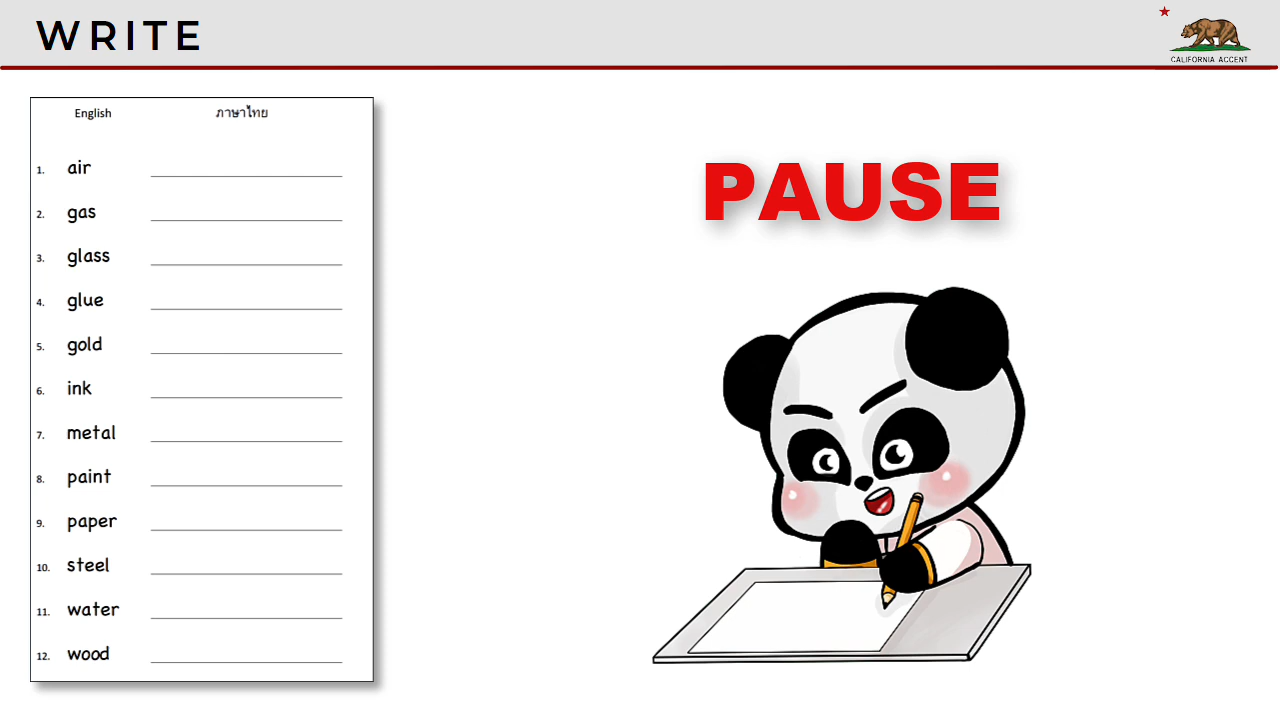 WRITE
CALIFORNIA ACCENT
English ภาษาไทย
1. air
2. gas
3. glass
4. glue
5. gold
6. ink
7. metal
8. paint
9. paper
10. steel
11. water
12. wood
PAUSE